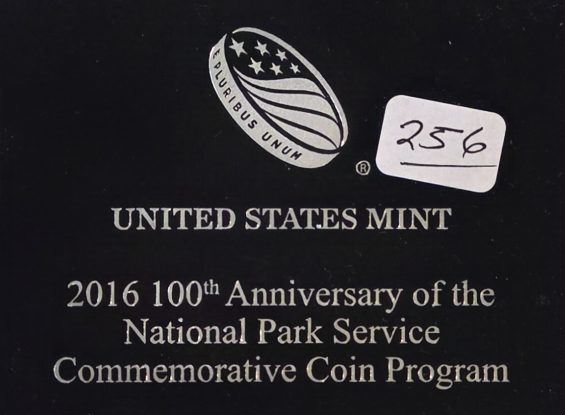 E PLURIBUS UNUM
256
®
UNITED STATES MINT
2016 100th Anniversary of the
National Park Service
Commemorative Coin Program